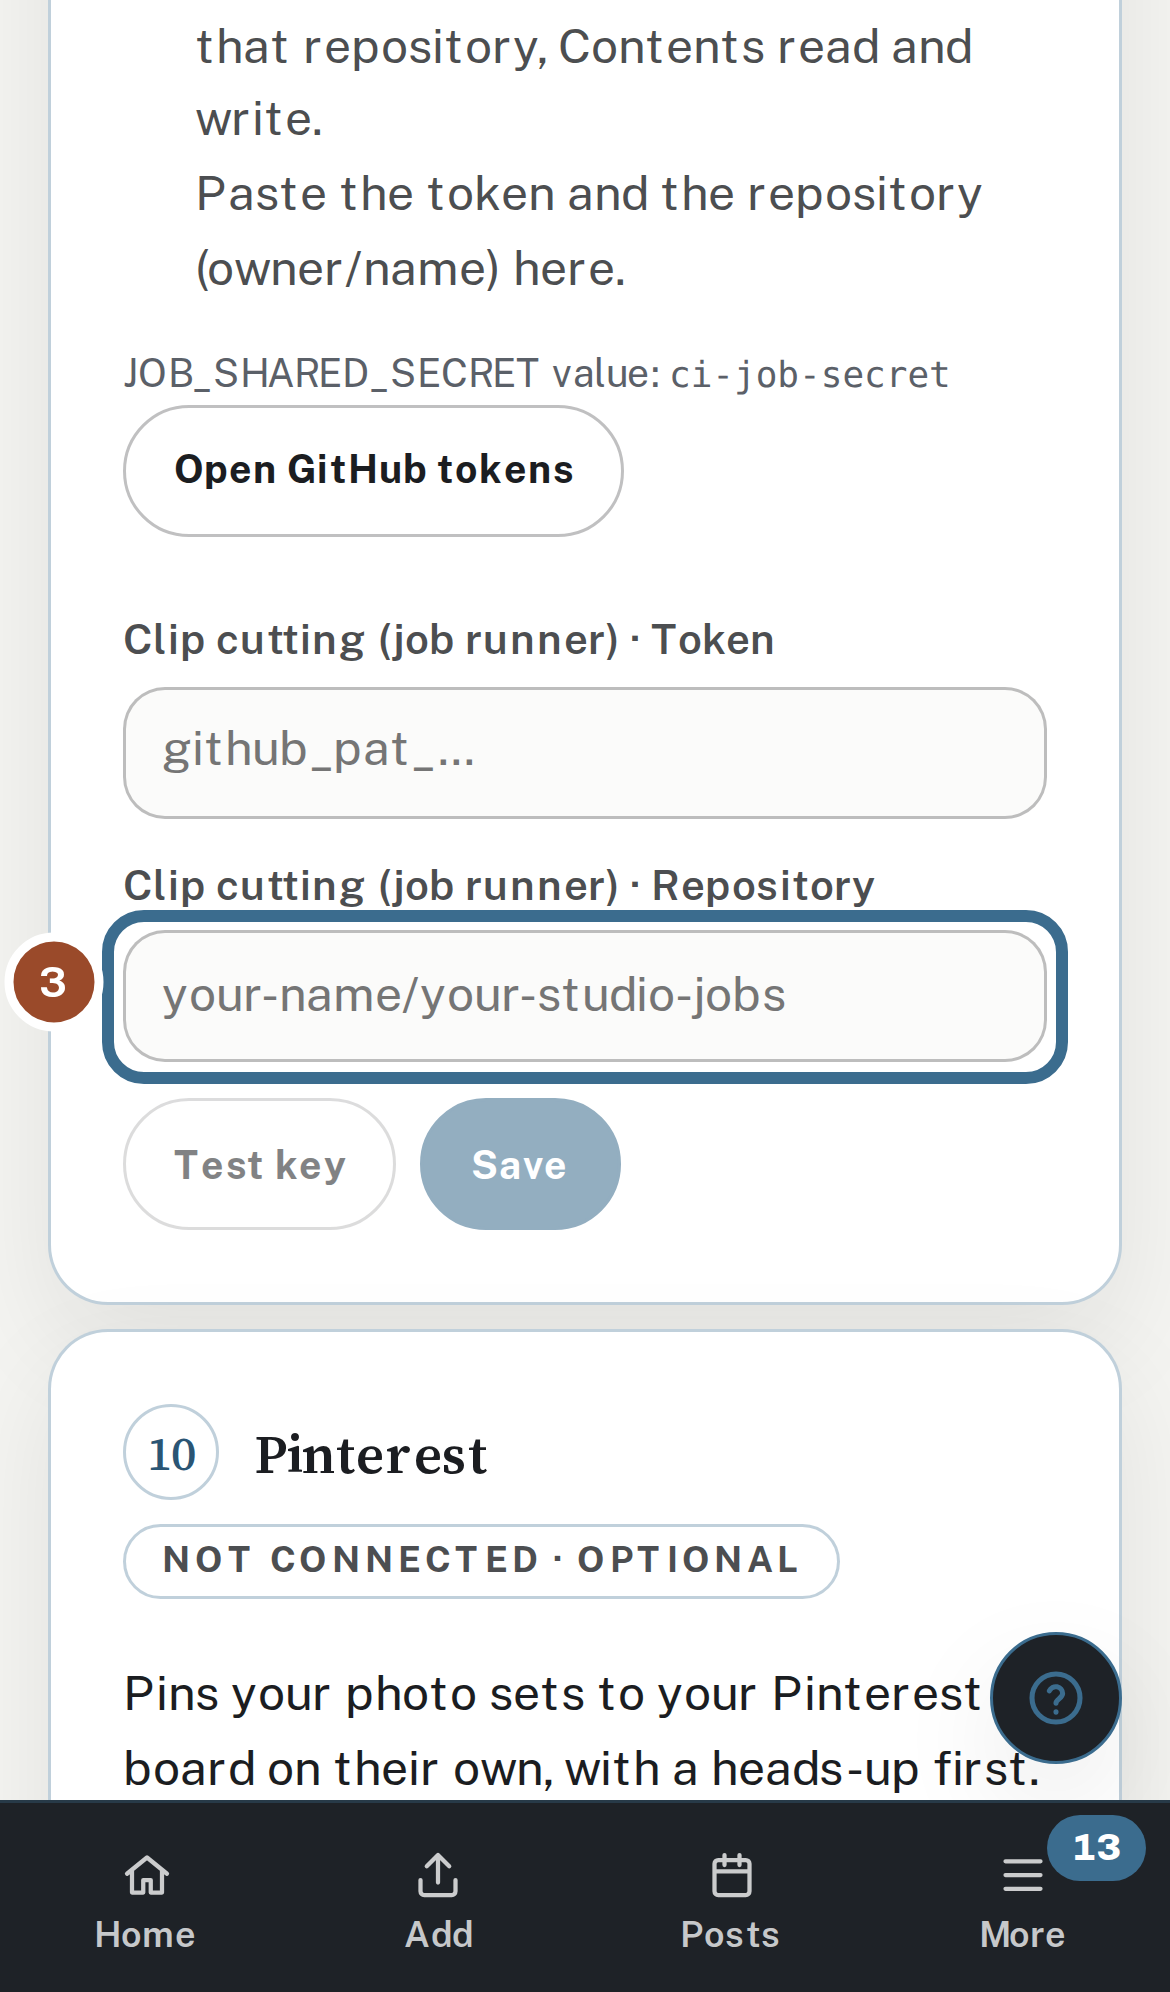 that repository, Contents read and
write.
Paste the token and the repository
(owner/name) here.
JOB_SHARED_SECRET value: ci-job-secret
Open GitHub tokens
Clip cutting (job runner) · Token
github_pat_...
Clip cutting (job runner) · Repository
3
your-name/your-studio-jobs
Test key
Save
10
Pinterest
NOT CONNECTED · OPTIONAL
Pins your photo sets to your Pinterest
board on their own, with a heads-up first.
13
Home
Add
Posts
More